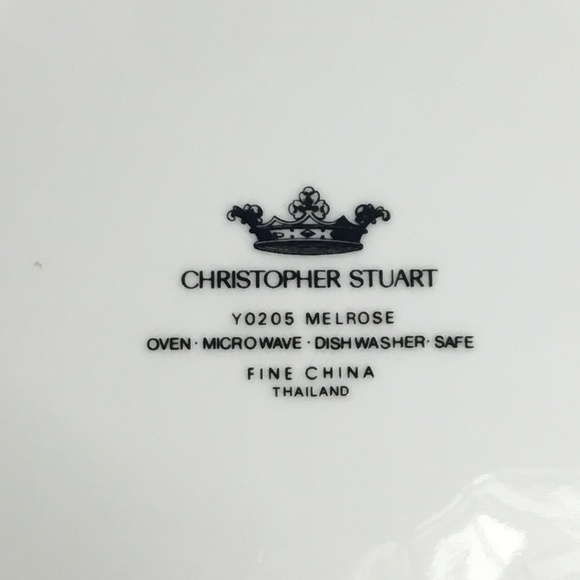 CHRISTOPHER STUART
Y0205 MELROSE
OVEN · MICROWAVE · DISHWASHER · SAFE
FINE CHINA
THAILAND